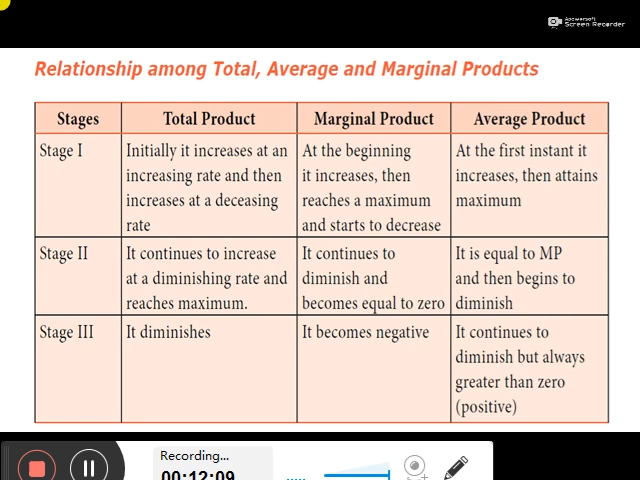 Apowersoft
Screen Recorder
Relationship among Total, Average and Marginal Products
Stages
Total Product
Marginal Product
Average Product
Stage I
Initially it increases at an
increasing rate and then
increases at a deceasing
rate
At the beginning
it increases, then
reaches a maximum
and starts to decrease
At the first instant it
increases, then attains
maximum
Stage II
It continues to increase
at a diminishing rate and
reaches maximum.
It continues to
diminish and
becomes equal to zero
It is equal to MP
and then begins to
diminish
Stage III
It diminishes
It becomes negative
It continues to
diminish but always
greater than zero
(positive)
Recording...
00:12:09